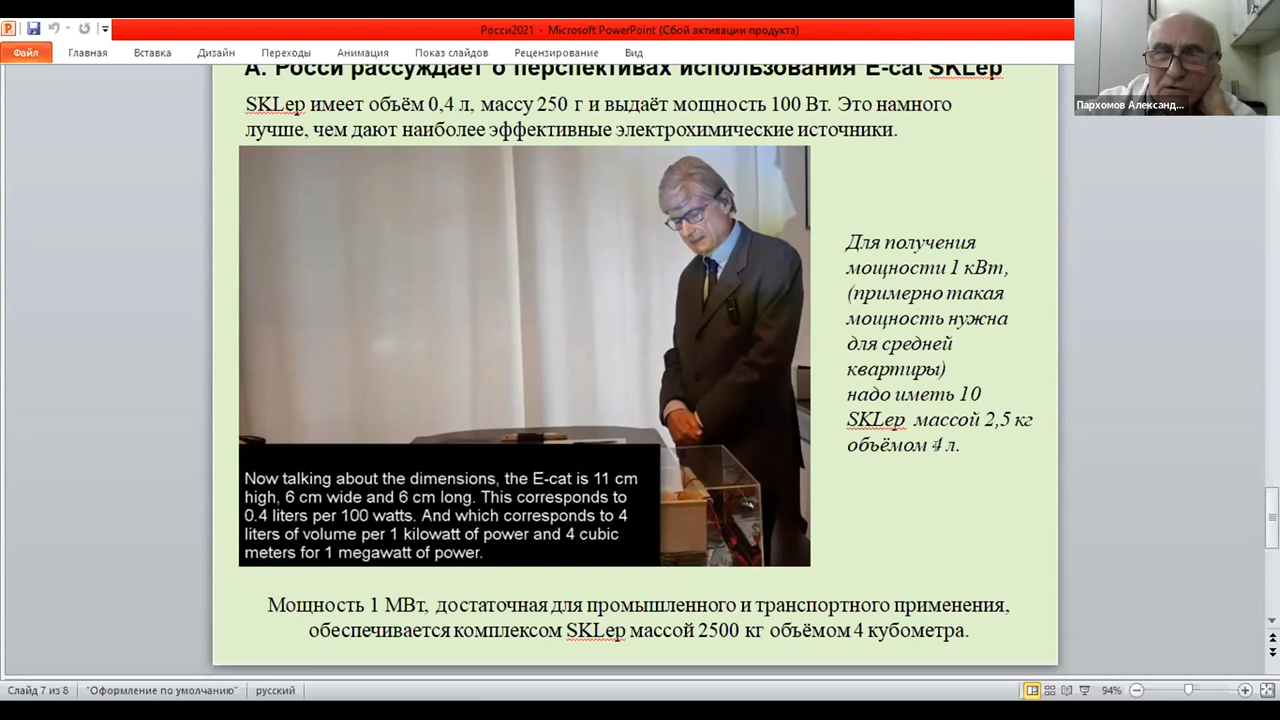 Росси2021 - Microsoft PowerPoint (Сбой активации продукта)
Файл Главная Вставка Дизайн Переходы Анимация Показ слайдов Рецензирование Вид
Пархомов Александ...
А. Росси рассуждает о перспективах использования E-cat SKLep
SKLep имеет объём 0,4 л, массу 250 г и выдаёт мощность 100 Вт. Это намного
лучше, чем дают наиболее эффективные электрохимические источники.
Для получения
мощности 1 кВт,
(примерно такая
мощность нужна
для средней
квартиры)
надо иметь 10
SKLep массой 2,5 кг
объёмом 4 л.
Now talking about the dimensions, the E-cat is 11 cm
high, 6 cm wide and 6 cm long. This corresponds to
0.4 liters per 100 watts. And which corresponds to 4
liters of volume per 1 kilowatt of power and 4 cubic
meters for 1 megawatt of power.
Мощность 1 МВт, достаточная для промышленного и транспортного применения,
обеспечивается комплексом SKLep массой 2500 кг объёмом 4 кубометра.
Слайд 7 из 8 "Оформление по умолчанию" русский 94%